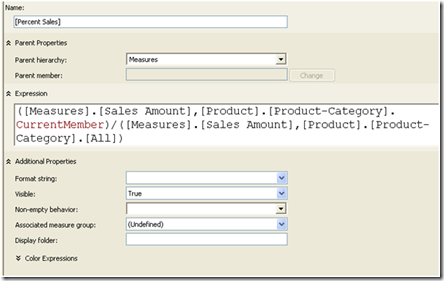 Name:
[Percent Sales]
Parent Properties
Parent hierarchy: Measures
Parent member: Change
Expression
([Measures].[Sales Amount],[Product].[Product-Category].
CurrentMember)/([Measures].[Sales Amount],[Product].[Product-
Category].[All])
Additional Properties
Format string:
Visible: True
Non-empty behavior:
Associated measure group: (Undefined)
Display folder:
Color Expressions